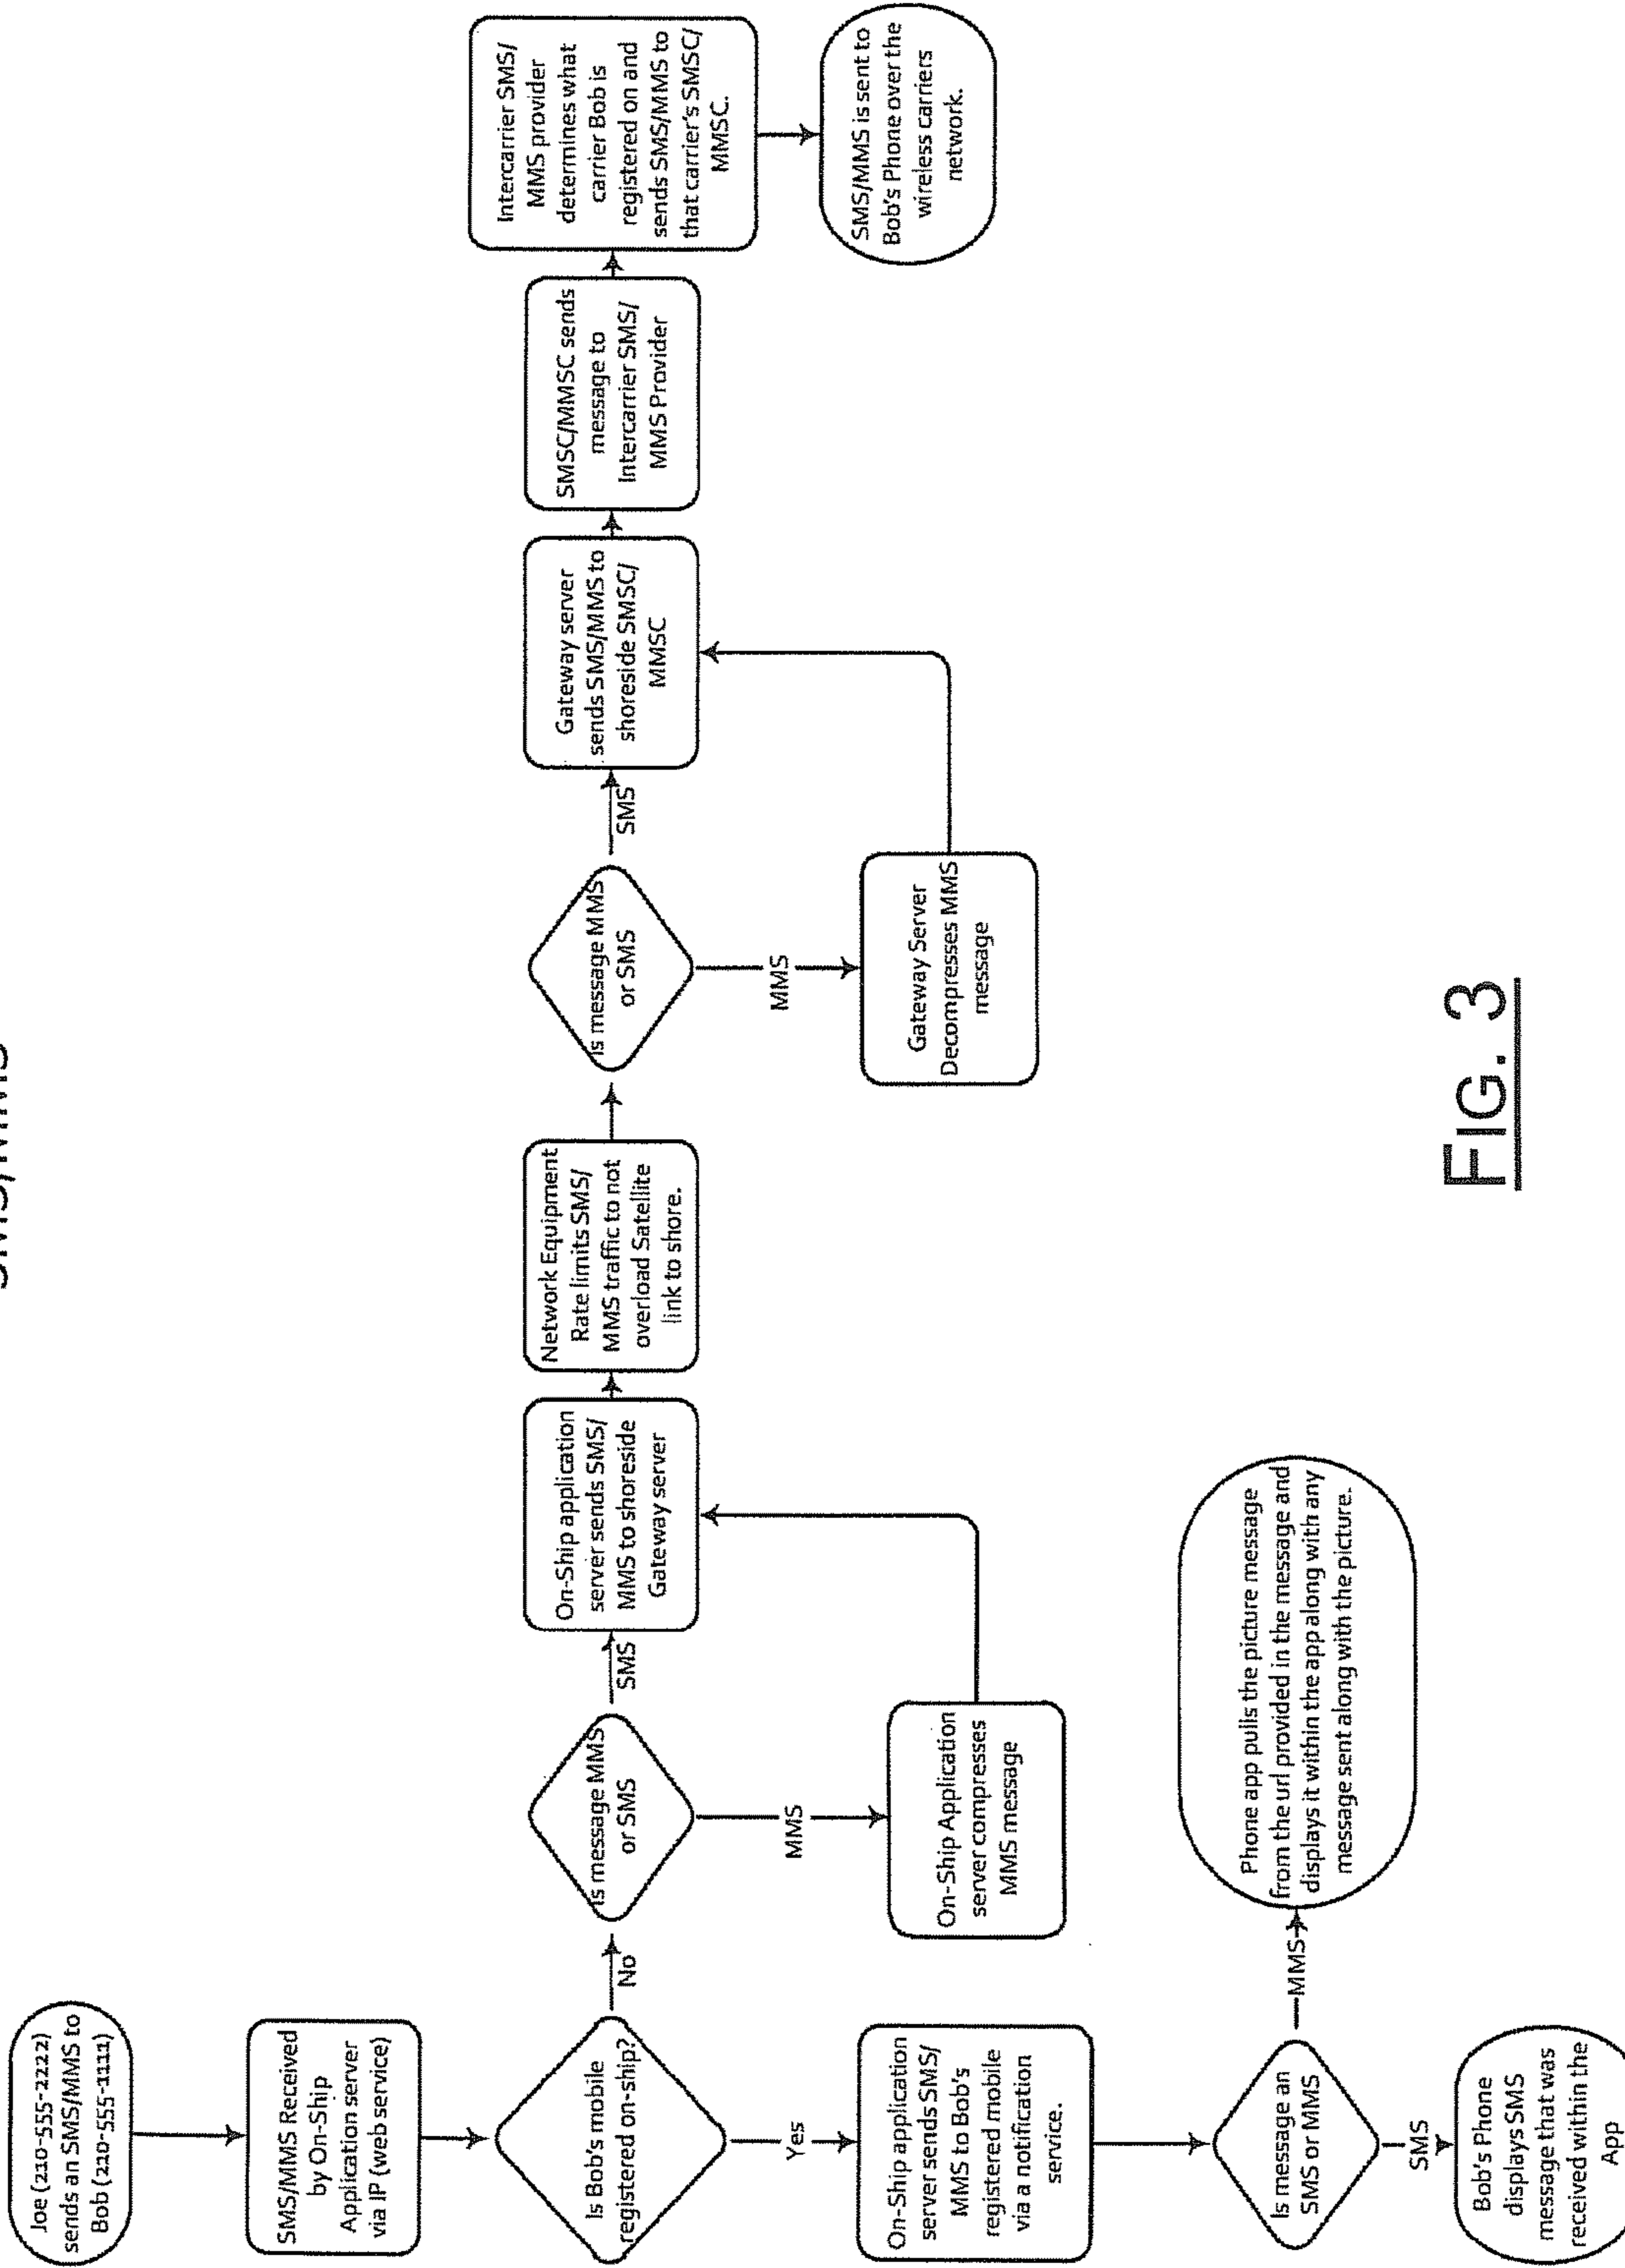 SMS/MMS
Joe (210-555-2222)
sends an SMS/MMS to
Bob (210-555-1111)
SMS/MMS Received
by On-Ship
Application server
via IP (web service)
Is Bob's mobile
registered on-ship?
No
Yes
Is message MMS
or SMS
SMS
MMS
On-Ship Application
server compresses
MMS message
On-Ship application
server sends SMS/
MMS to shoreside
Gateway server
Network Equipment
Rate limits SMS/
MMS traffic to not
overload Satellite
link to shore.
Is message MMS
or SMS
SMS
MMS
Gateway Server
Decompresses MMS
message
Gateway server
sends SMS/MMS to
shoreside SMSC/
MMSC
SMSC/MMSC sends
message to
Intercarrier SMS/
MMS Provider
Intercarrier SMS/
MMS provider
determines what
carrier Bob is
registered on and
sends SMS/MMS to
that carrier's SMSC/
MMSC.
SMS/MMS is sent to
Bob's Phone over the
wireless carriers
network.
On-Ship application
server sends SMS/
MMS to Bob's
registered mobile
via a notification
service.
Is message an
SMS or MMS
MMS
SMS
Phone app pulls the picture message
from the url provided in the message and
displays it within the app along with any
message sent along with the picture.
Bob's Phone
displays SMS
message that was
received within the
App
FIG. 3